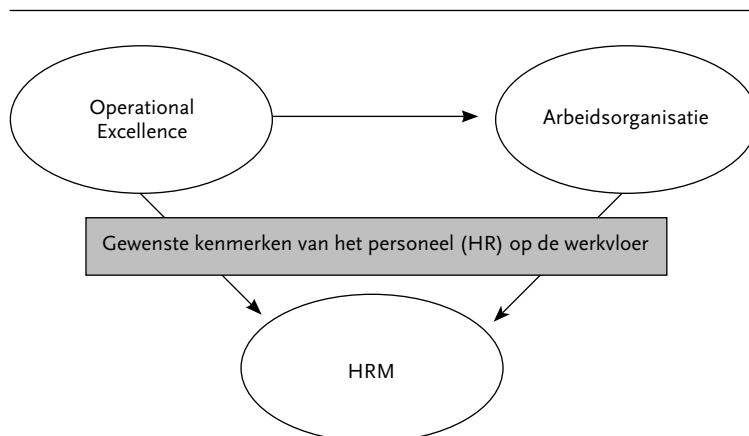 Operational
Excellence
Arbeidsorganisatie
Gewenste kenmerken van het personeel (HR) op de werkvloer
HRM